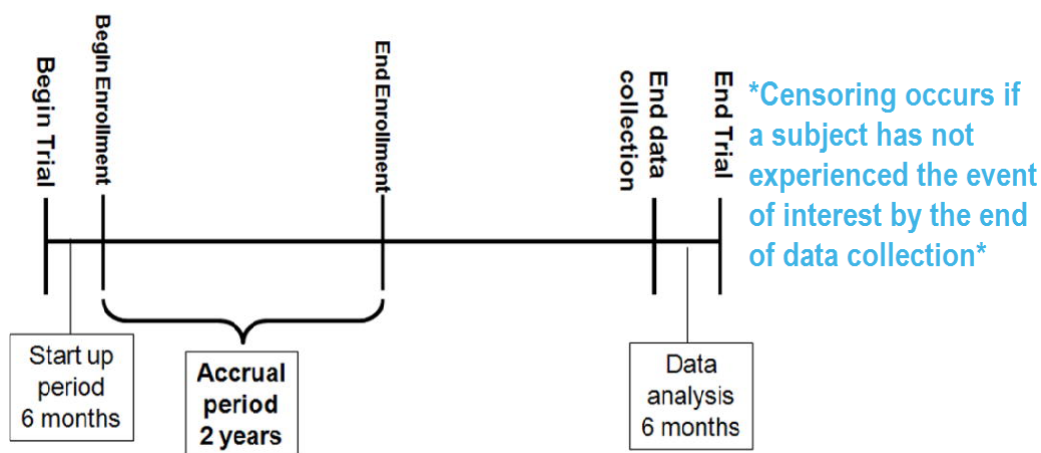 Begin Trial
Begin Enrollment
End Enrollment
End data
collection
End Trial
*Censoring occurs if
a subject has not
experienced the event
of interest by the end
of data collection*
Start up
period
6 months
Accrual
period
2 years
Data
analysis
6 months